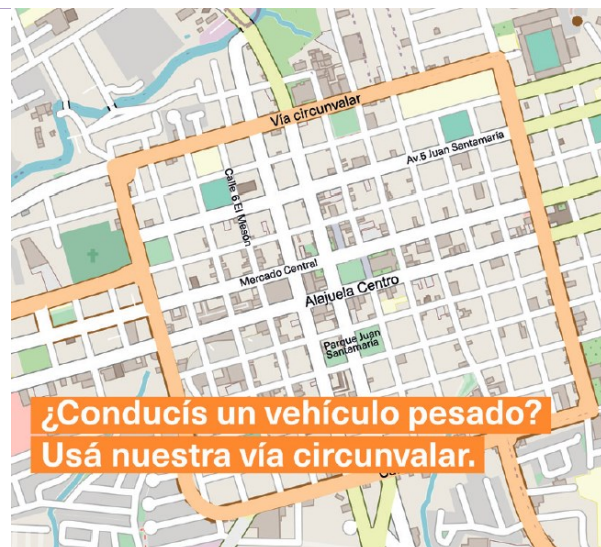 Vía circunvalar
Av.5 Juan Santamaría
Calle 6 El Mesón
Mercado Central
Alajuela Centro
Parque Juan
Santamaría
¿Conducís un vehículo pesado?
Usá nuestra vía circunvalar.